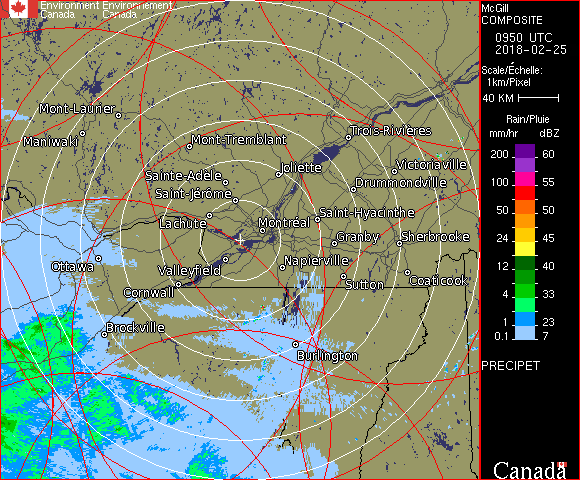 Environment Environnement
Canada Canada
McGill
COMPOSITE
0950 UTC
2018-02-25
Scale/Échelle:
1km/Pixel
40 KM
Rain/Pluie
mm/hr dBZ
200 60
100 55
50 50
24 45
12 40
4 33
1 23
0.1 7
PRECIPET
Mont-Laurier
Maniwaki
Mont-Tremblant
Trois-Rivières
Joliette
Victoriaville
Sainte-Adèle
Drummondville
Saint-Jérôme
Saint-Hyacinthe
Lachute
Montréal
Granby
Sherbrooke
Ottawa
Valleyfield
Napierville
Cornwall
Sutton
Coaticook
Brockville
Burlington
Canada